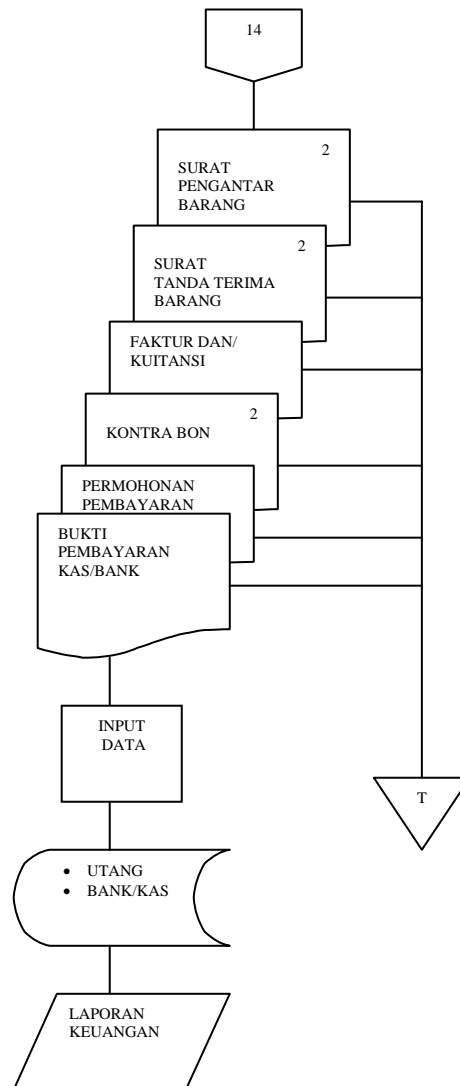 14
2
SURAT
PENGANTAR
BARANG
2
SURAT
TANDA TERIMA
BARANG
FAKTUR DAN/
KUITANSI
2
KONTRA BON
PERMOHONAN
PEMBAYARAN
BUKTI
PEMBAYARAN
KAS/BANK
INPUT
DATA
T
• UTANG
• BANK/KAS
LAPORAN
KEUANGAN